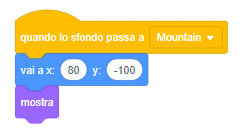 quando lo sfondo passa a Mountain
vai a x: 80 y: -100
mostra